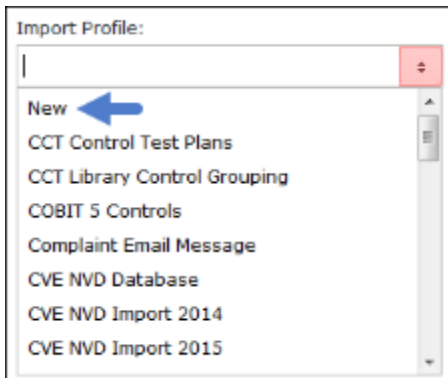 Import Profile:
New
CCT Control Test Plans
CCT Library Control Grouping
COBIT 5 Controls
Complaint Email Message
CVE NVD Database
CVE NVD Import 2014
CVE NVD Import 2015